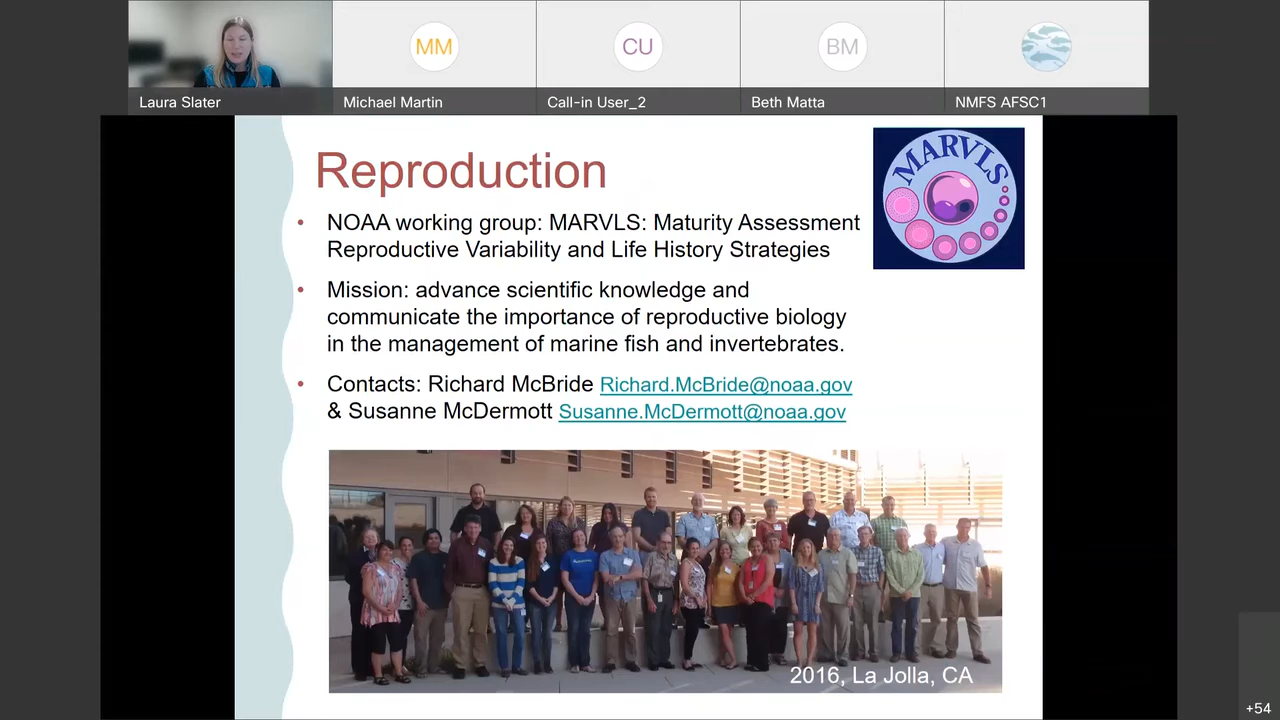 MM
CU
BM
Laura Slater
Michael Martin
Call-in User_2
Beth Matta
NMFS AFSC1
Reproduction
MARVLS
• NOAA working group: MARVLS: Maturity Assessment
Reproductive Variability and Life History Strategies
• Mission: advance scientific knowledge and
communicate the importance of reproductive biology
in the management of marine fish and invertebrates.
• Contacts: Richard McBride Richard.McBride@noaa.gov
& Susanne McDermott Susanne.McDermott@noaa.gov
2016, La Jolla, CA
+54